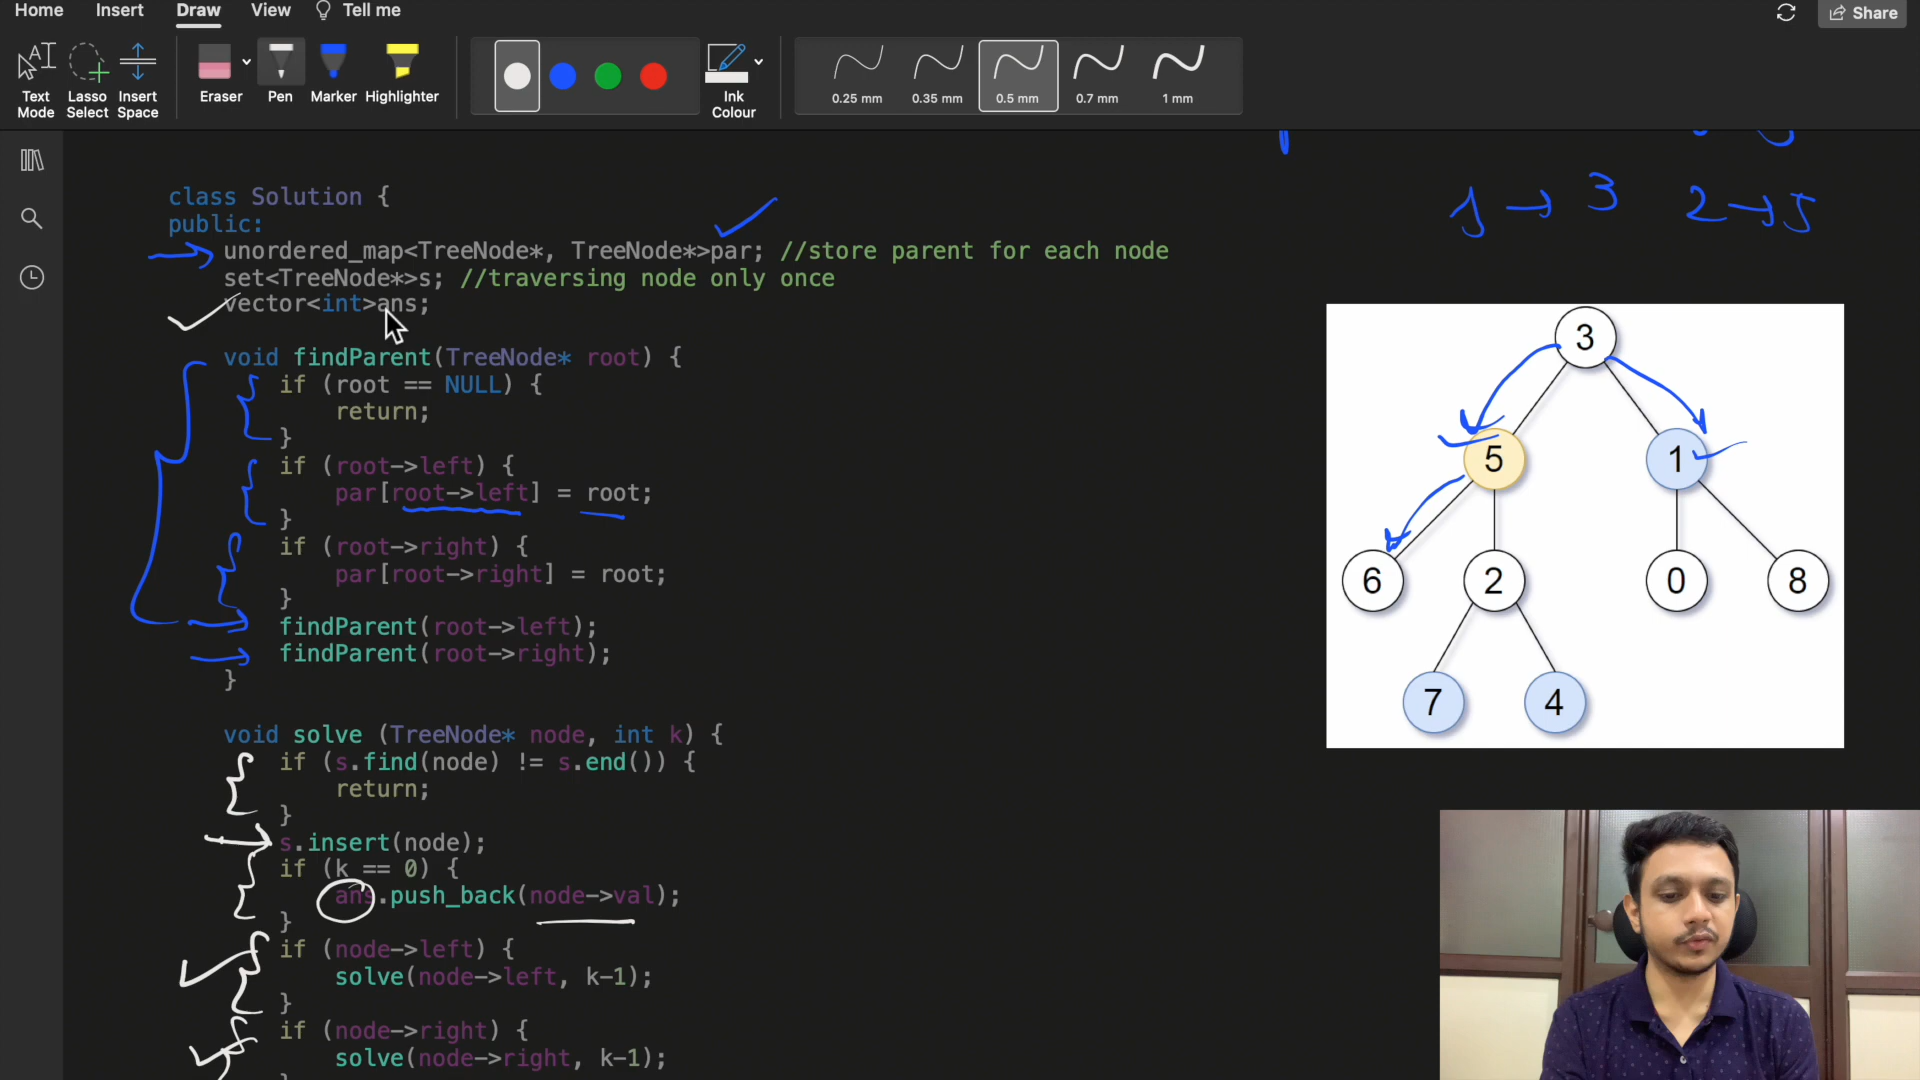 Home Insert Draw View Tell me Share
Text Mode Lasso Select Insert Space Eraser Pen Marker Highlighter Ink Colour 0.25 mm 0.35 mm 0.5 mm 0.7 mm 1 mm
1 → 3 2 → 5
class Solution {
public:
unordered_map<TreeNode*, TreeNode*>par; //store parent for each node
set<TreeNode*>s; //traversing node only once
vector<int>ans;
void findParent(TreeNode* root) {
if (root == NULL) {
return;
}
if (root->left) {
par[root->left] = root;
}
if (root->right) {
par[root->right] = root;
}
findParent(root->left);
findParent(root->right);
}
void solve (TreeNode* node, int k) {
if (s.find(node) != s.end()) {
return;
}
s.insert(node);
if (k == 0) {
ans.push_back(node->val);
}
if (node->left) {
solve(node->left, k-1);
}
if (node->right) {
solve(node->right, k-1);
3
5 1
6 2 0 8
7 4